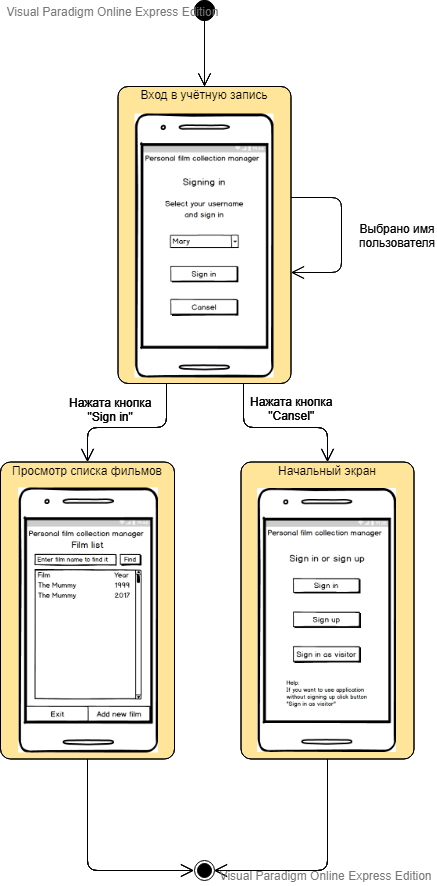 Visual Paradigm Online Express Edition
Вход в учётную запись
Personal film collection manager
Signing in
Select your username
and sign in
Mary
Sign in
Cansel
Выбрано имя
пользователя
Нажата кнопка
"Sign in"
Нажата кнопка
"Cansel"
Просмотр списка фильмов
Personal film collection manager
Film list
Enter film name to find it Find
Film Year
The Mummy 1999
The Mummy 2017
Exit Add new film
Начальный экран
Personal film collection manager
Sign in or sign up
Sign in
Sign up
Sign in as visitor
Help:
If you want to use application
without signing up click button
"Sign in as visitor"
Visual Paradigm Online Express Edition